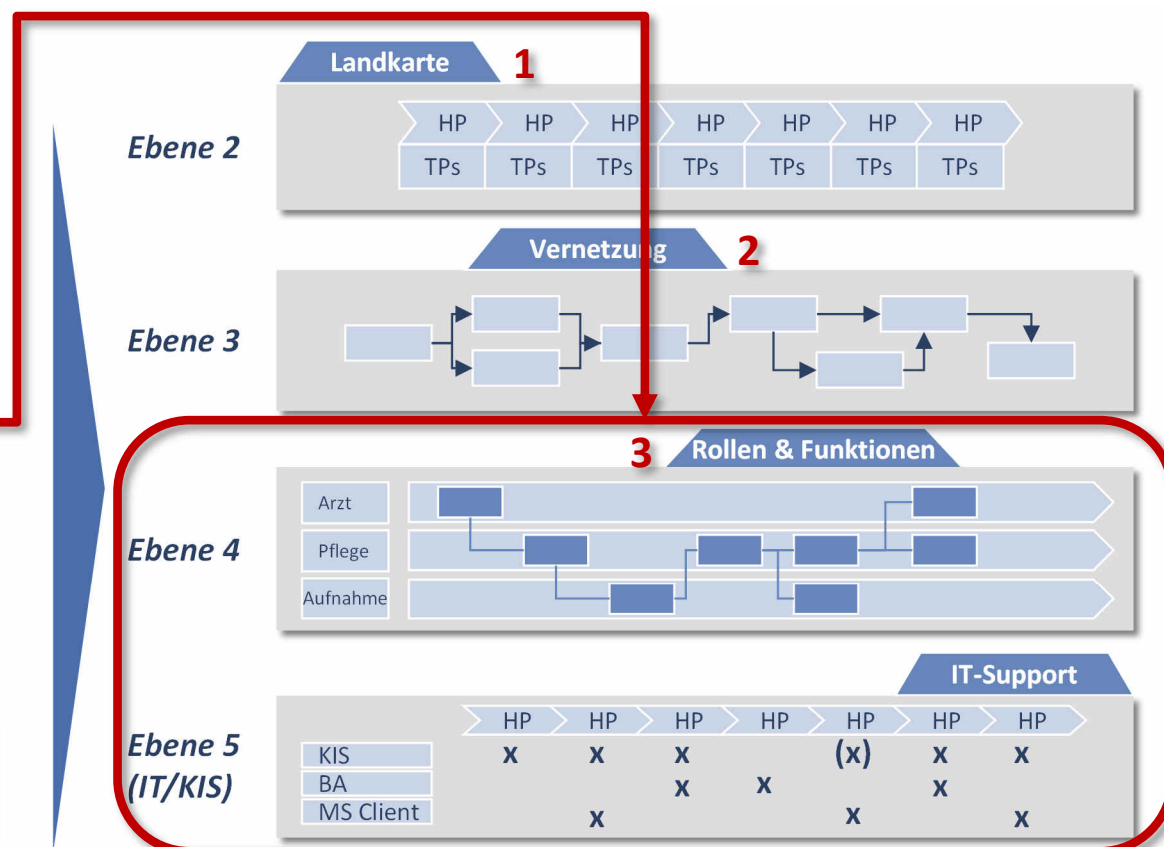 Landkarte 1
Ebene 2
HP HP HP HP HP HP HP
TPs TPs TPs TPs TPs TPs TPs
Vernetzung 2
Ebene 3
3 Rollen & Funktionen
Ebene 4
Arzt
Pflege
Aufnahme
IT-Support
Ebene 5
(IT/KIS)
HP HP HP HP HP HP HP
KIS x x x (x) x x
BA x x x
MS Client x x x